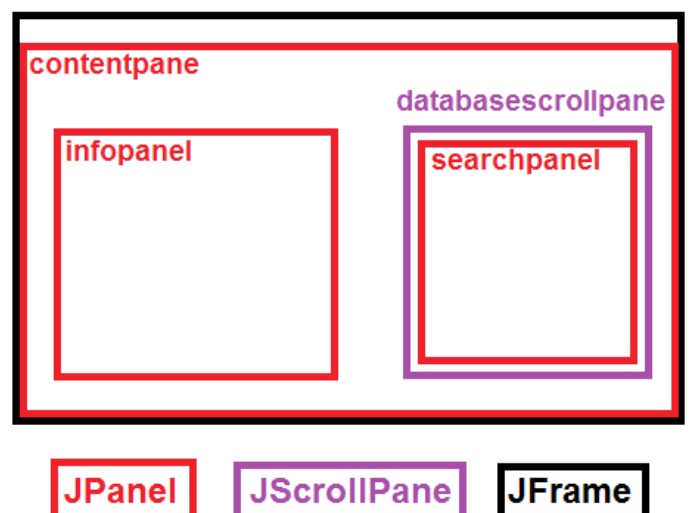 contentpane
databasescrollpane
infopanel
searchpanel
JPanel
JScrollPane
JFrame